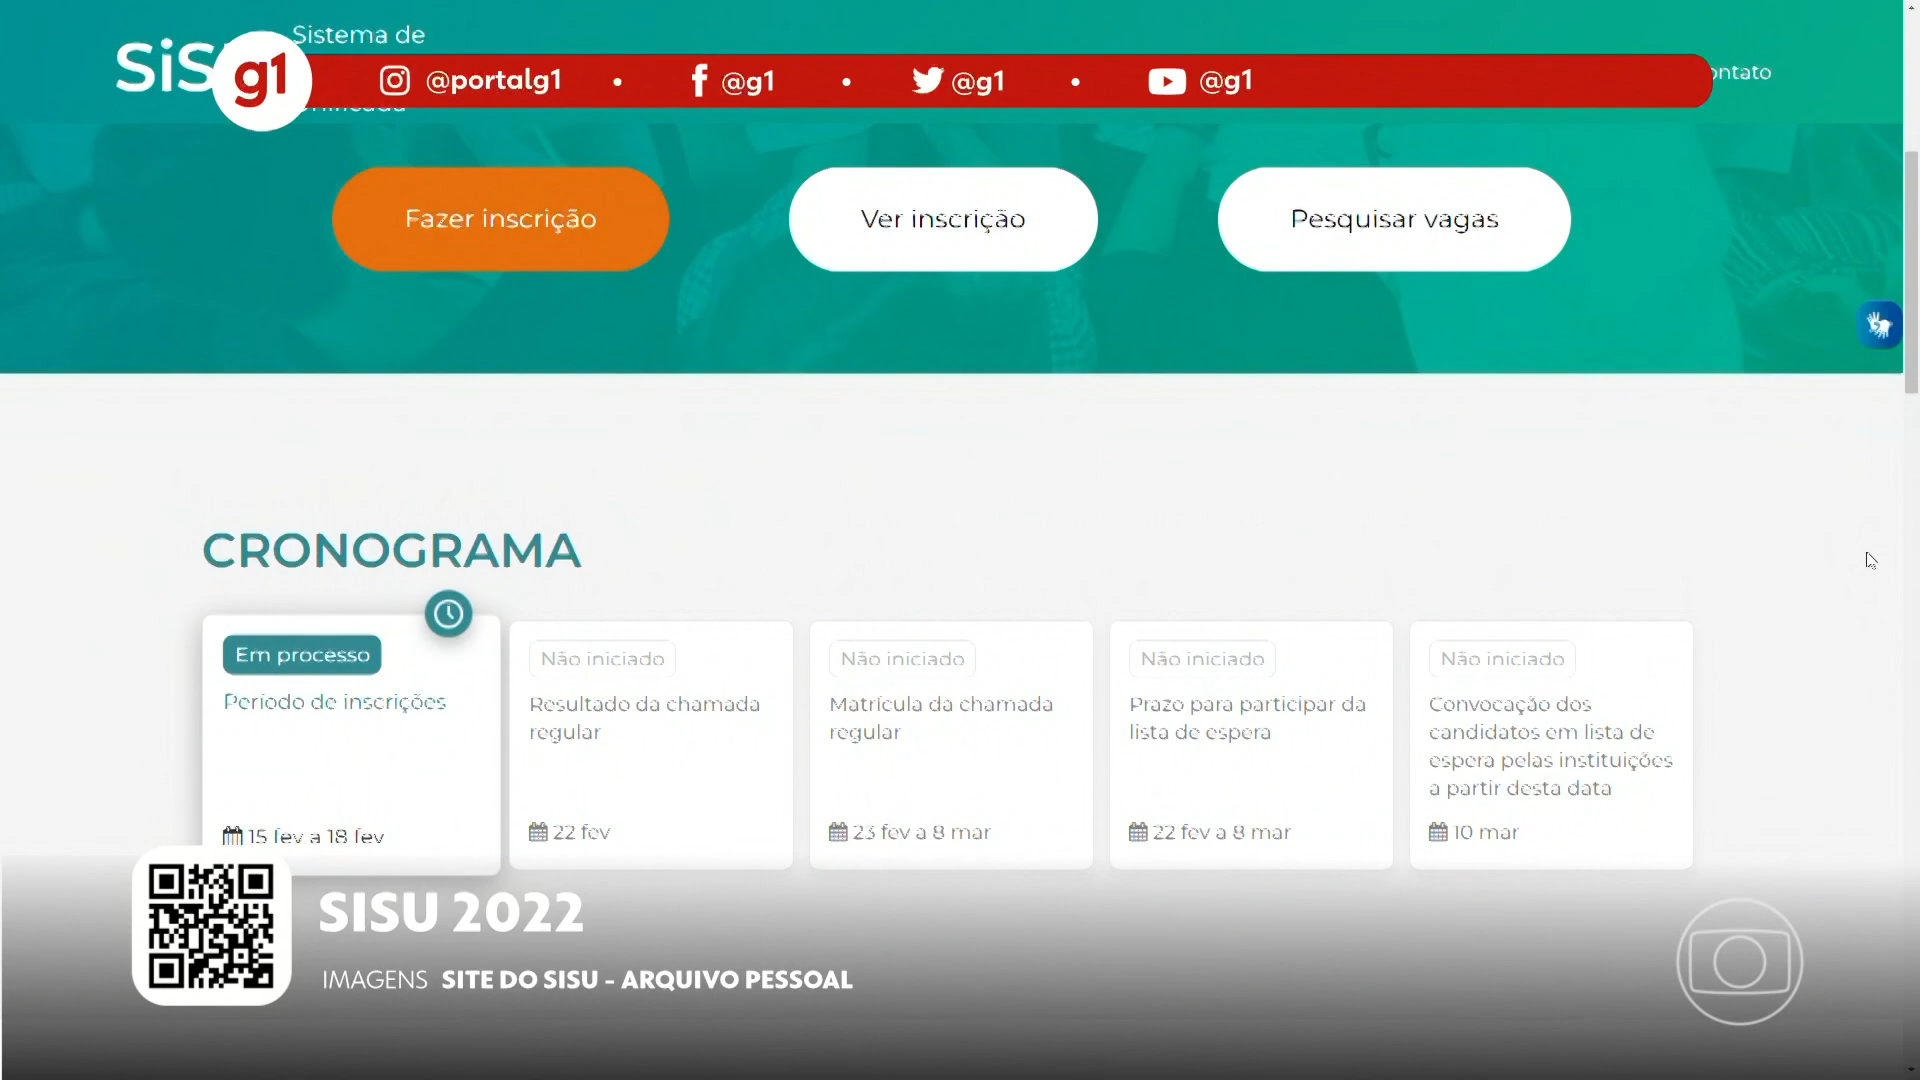 Sistema de
SiS
g1
@portalg1 • @g1 • @g1 • @g1
ontato
Fazer inscrição
Ver inscrição
Pesquisar vagas
CRONOGRAMA
Em processo
Período de inscrições
15 fev a 18 fev
Não iniciado
Resultado da chamada
regular
22 fev
Não iniciado
Matrícula da chamada
regular
23 fev a 8 mar
Não iniciado
Prazo para participar da
lista de espera
22 fev a 8 mar
Não iniciado
Convocação dos
candidatos em lista de
espera pelas instituições
a partir desta data
10 mar
SISU 2022
IMAGENS SITE DO SISU - ARQUIVO PESSOAL